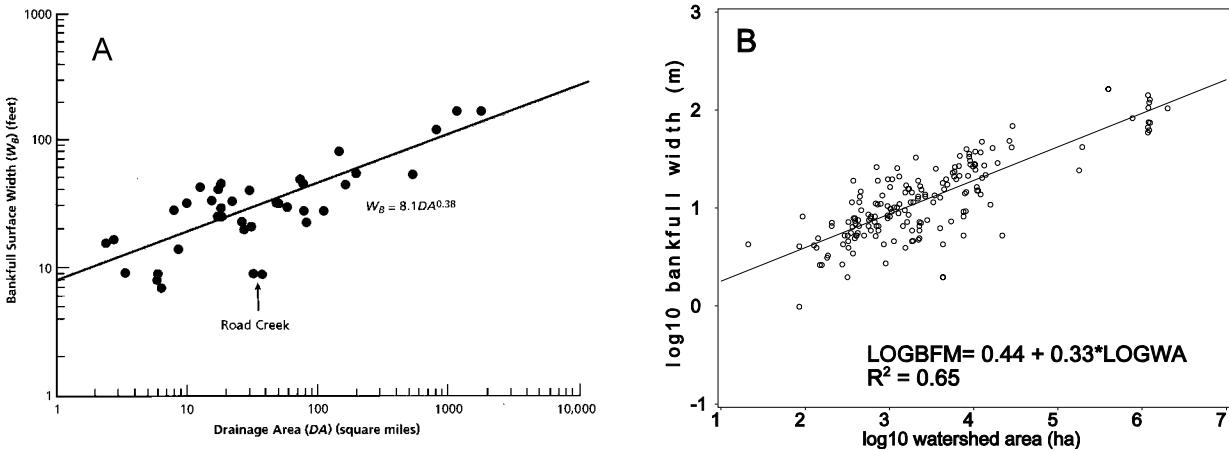 A
1000
100
10
1
Bankfull Surface Width (W_B) (feet)
W_B = 8.1DA^0.38
Road Creek
1 10 100 1000 10,000
Drainage Area (DA) (square miles)
B
3
2
1
0
-1
log10 bankfull width (m)
LOGBFM= 0.44 + 0.33*LOGWA
R² = 0.65
1 2 3 4 5 6 7
log10 watershed area (ha)